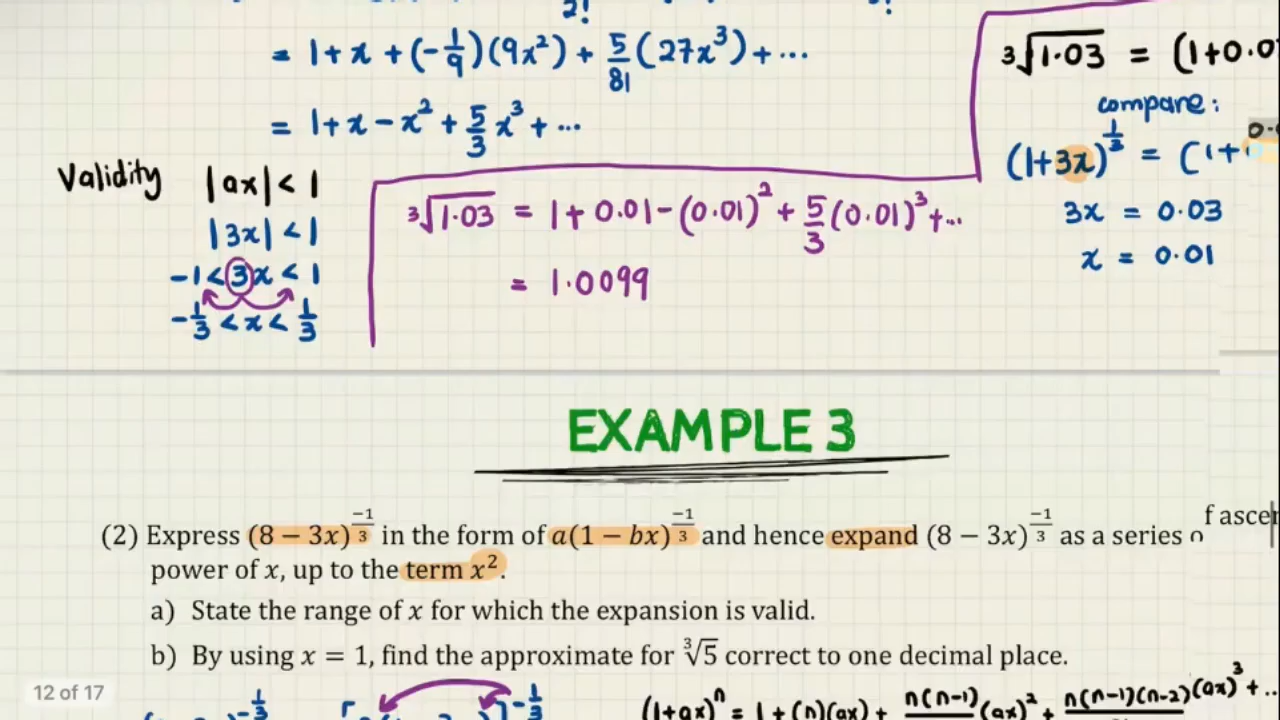 2!
3!
= 1 + x + (-1/9)(9x²) + 5/81 (27x³) + ...
= 1 + x - x² + 5/3 x³ + ...
Validity |ax| < 1
|3x| < 1
-1 < 3x < 1
-1/3 < x < 1/3
³√1.03 = 1 + 0.01 - (0.01)² + 5/3 (0.01)³ + ...
= 1.0099
³√1.03 = (1+0.0
compare:
(1+3x)^1/3 = (1+
3x = 0.03
x = 0.01
EXAMPLE 3
(2) Express (8 − 3x)^−1/3 in the form of a(1 − bx)^−1/3 and hence expand (8 − 3x)^−1/3 as a series of ascen
power of x, up to the term x².
a) State the range of x for which the expansion is valid.
b) By using x = 1, find the approximate for ³√5 correct to one decimal place.
12 of 17
(1+ax)ⁿ = 1 + (n)(ax) + n(n-1) (ax)² + n(n-1)(n-2) (ax)³ + ...